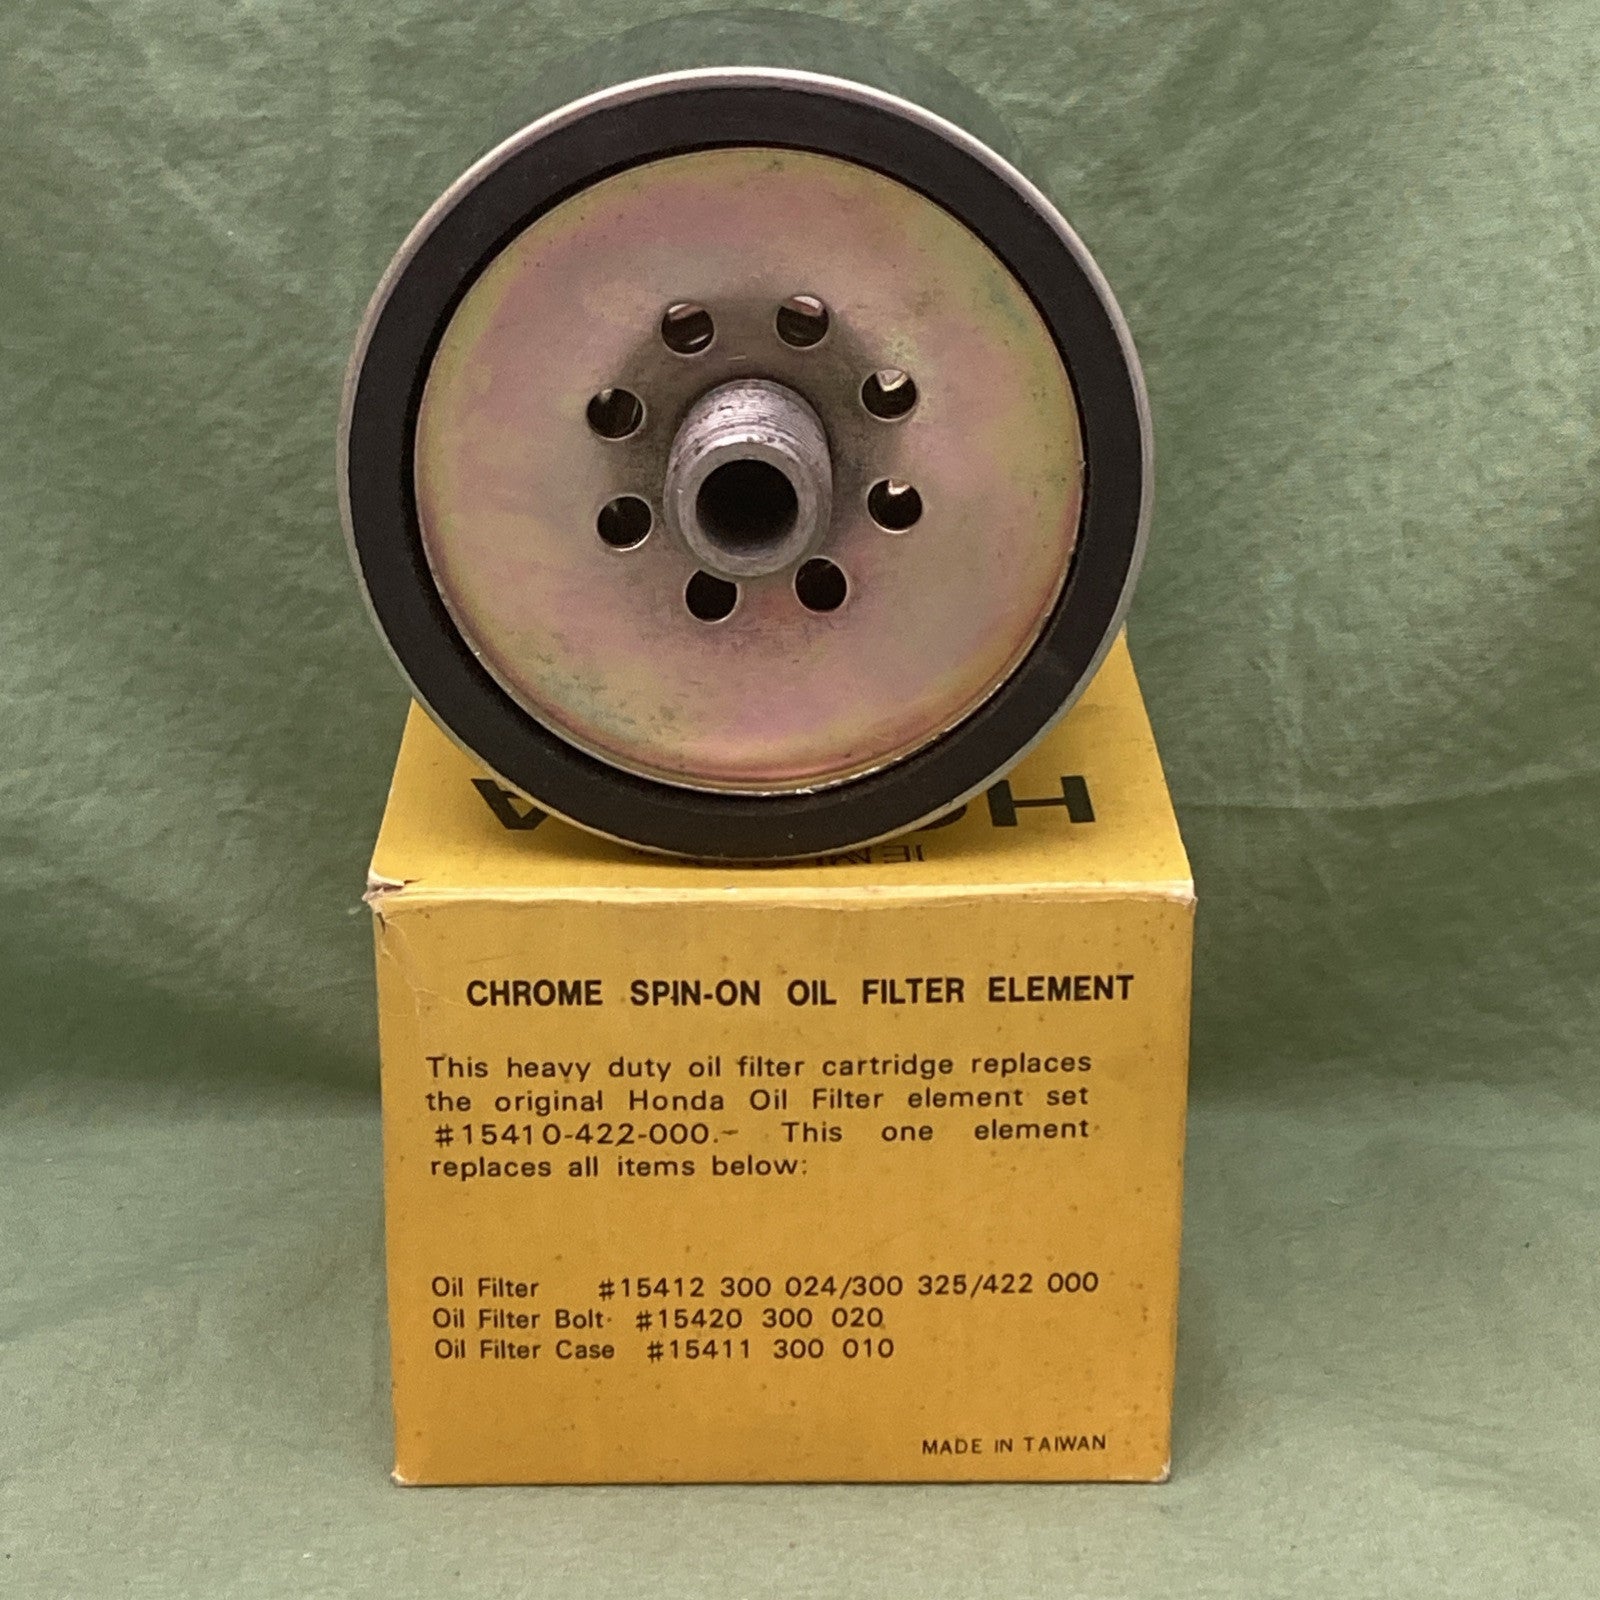 CHROME SPIN-ON OIL FILTER ELEMENT
This heavy duty oil filter cartridge replaces
the original Honda Oil Filter element set
#15410-422-000.- This one element
replaces all items below:
Oil Filter #15412 300 024/300 325/422 000
Oil Filter Bolt #15420 300 020
Oil Filter Case #15411 300 010
MADE IN TAIWAN